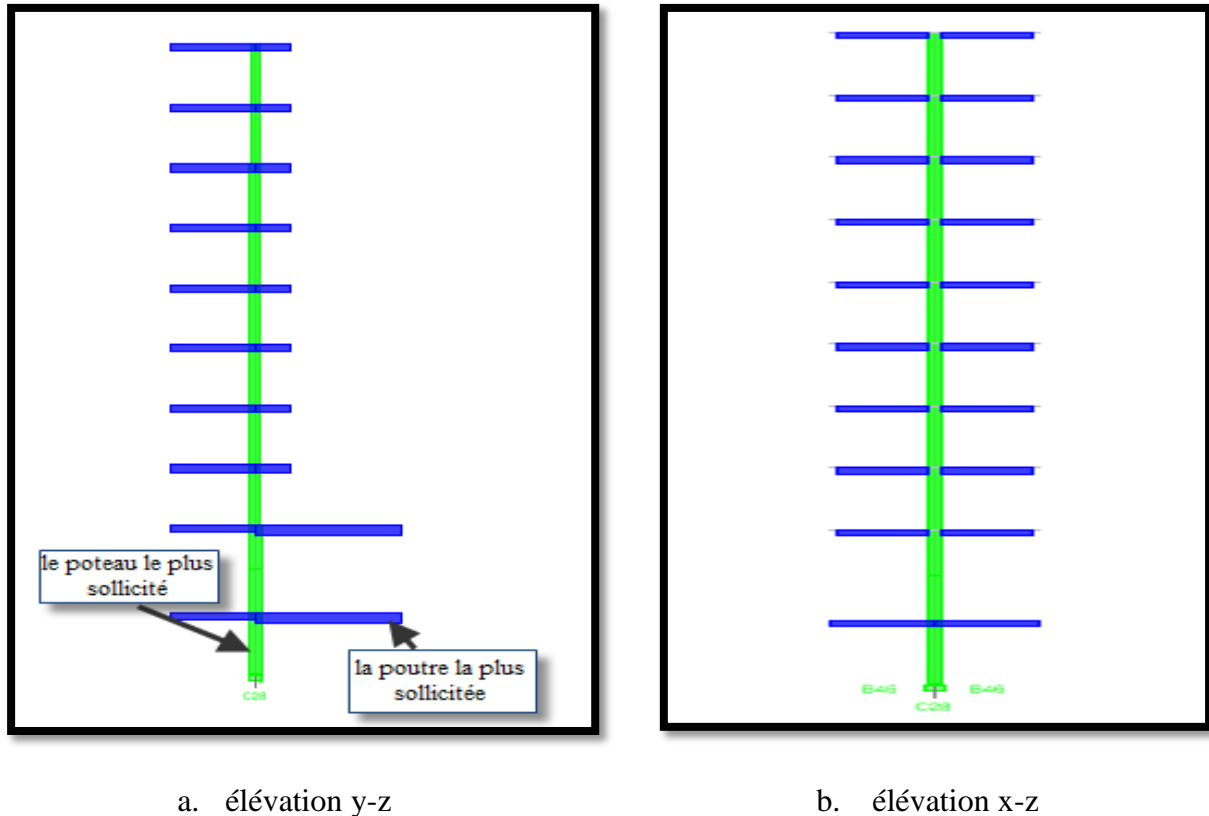 le poteau le plus
sollicité
la poutre la plus
sollicitée
C28
B46 B46
C28
a. élévation y-z
b. élévation x-z